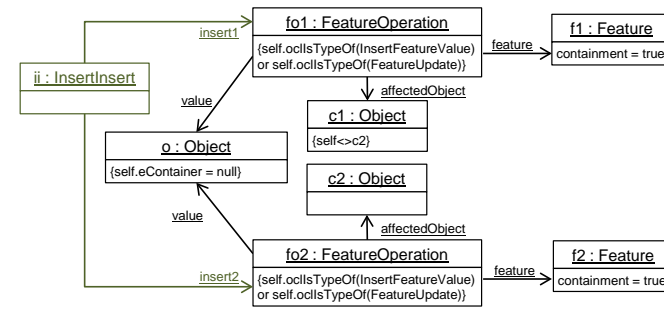 fo1 : FeatureOperation
{self.oclIsTypeOf(InsertFeatureValue)
or self.oclIsTypeOf(FeatureUpdate)}
insert1
feature
f1 : Feature
containment = true
ii : InsertInsert
value
affectedObject
c1 : Object
{self<>c2}
o : Object
{self.eContainer = null}
c2 : Object
value
affectedObject
fo2 : FeatureOperation
{self.oclIsTypeOf(InsertFeatureValue)
or self.oclIsTypeOf(FeatureUpdate)}
insert2
feature
f2 : Feature
containment = true